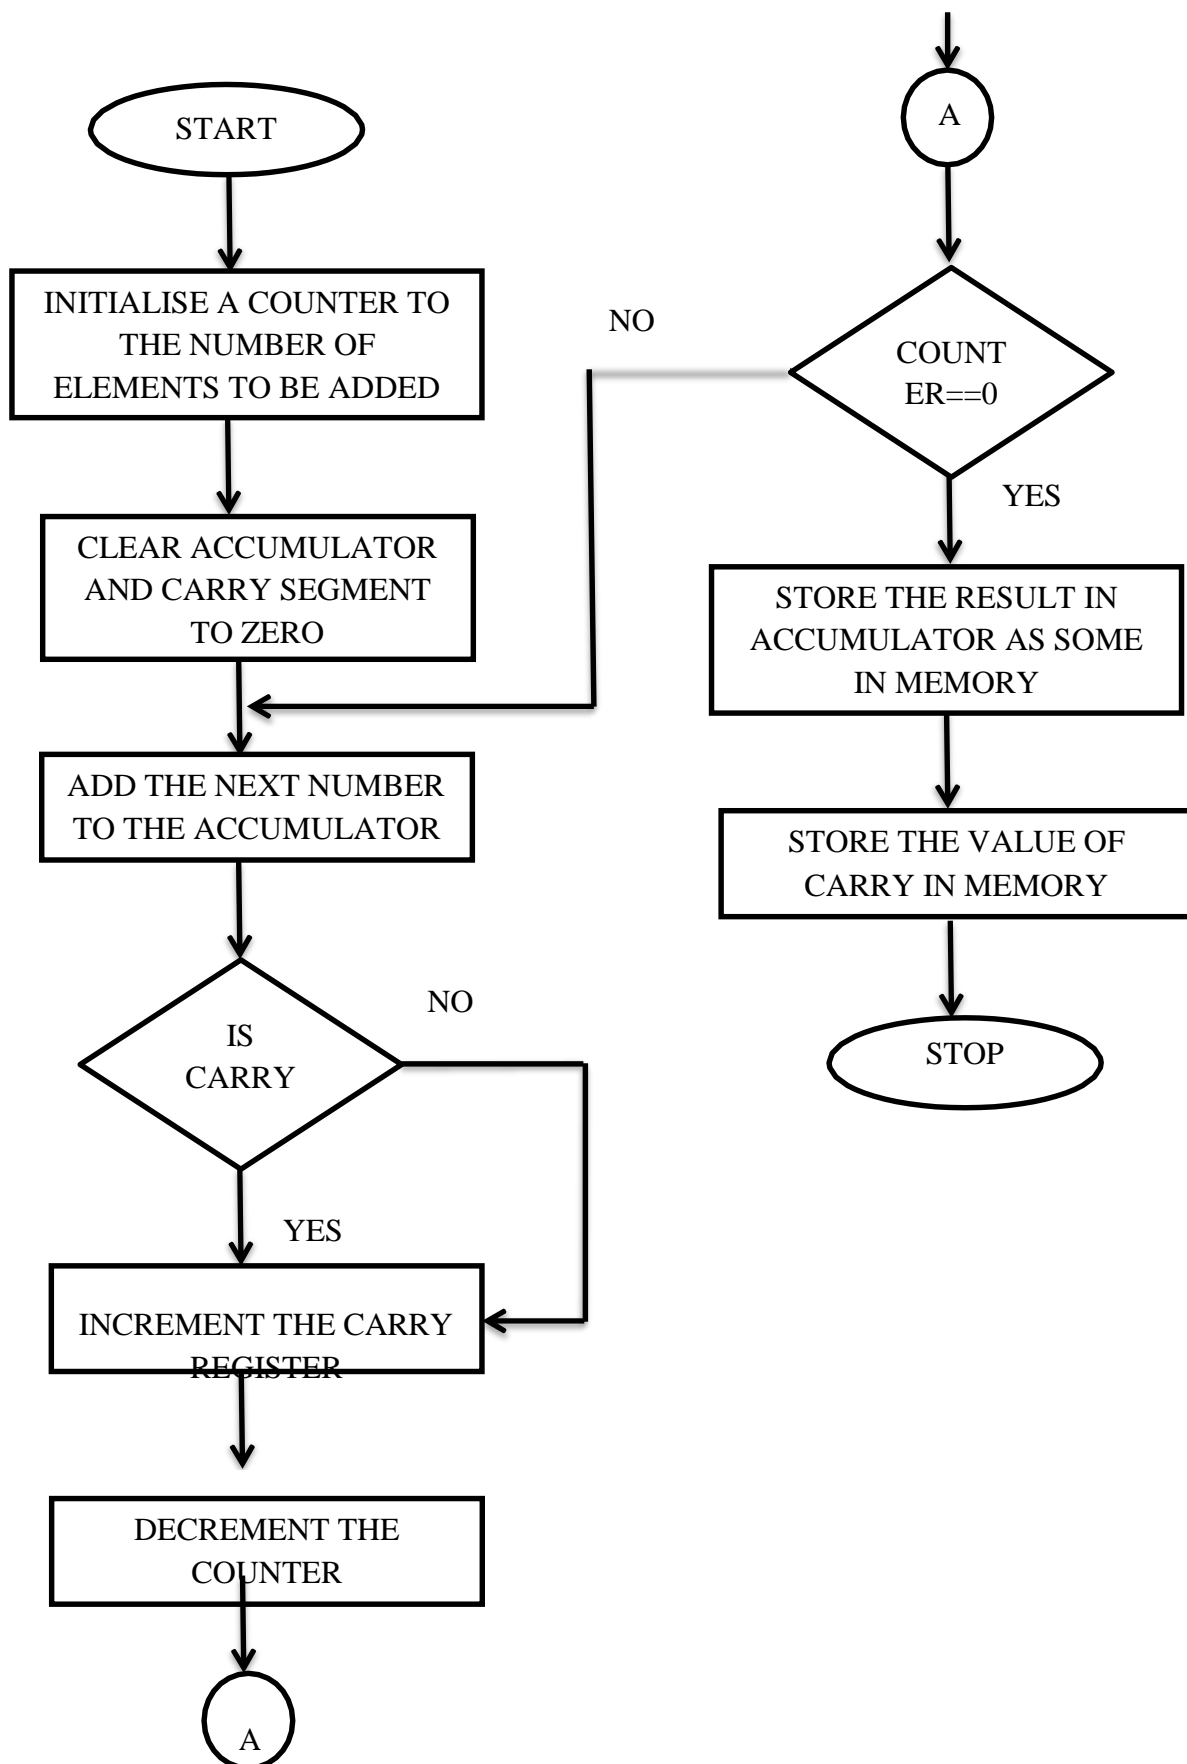 START
INITIALISE A COUNTER TO
THE NUMBER OF
ELEMENTS TO BE ADDED
CLEAR ACCUMULATOR
AND CARRY SEGMENT
TO ZERO
ADD THE NEXT NUMBER
TO THE ACCUMULATOR
IS
CARRY
NO
YES
INCREMENT THE CARRY
REGISTER
DECREMENT THE
COUNTER
A
A
COUNT
ER==0
NO
YES
STORE THE RESULT IN
ACCUMULATOR AS SOME
IN MEMORY
STORE THE VALUE OF
CARRY IN MEMORY
STOP